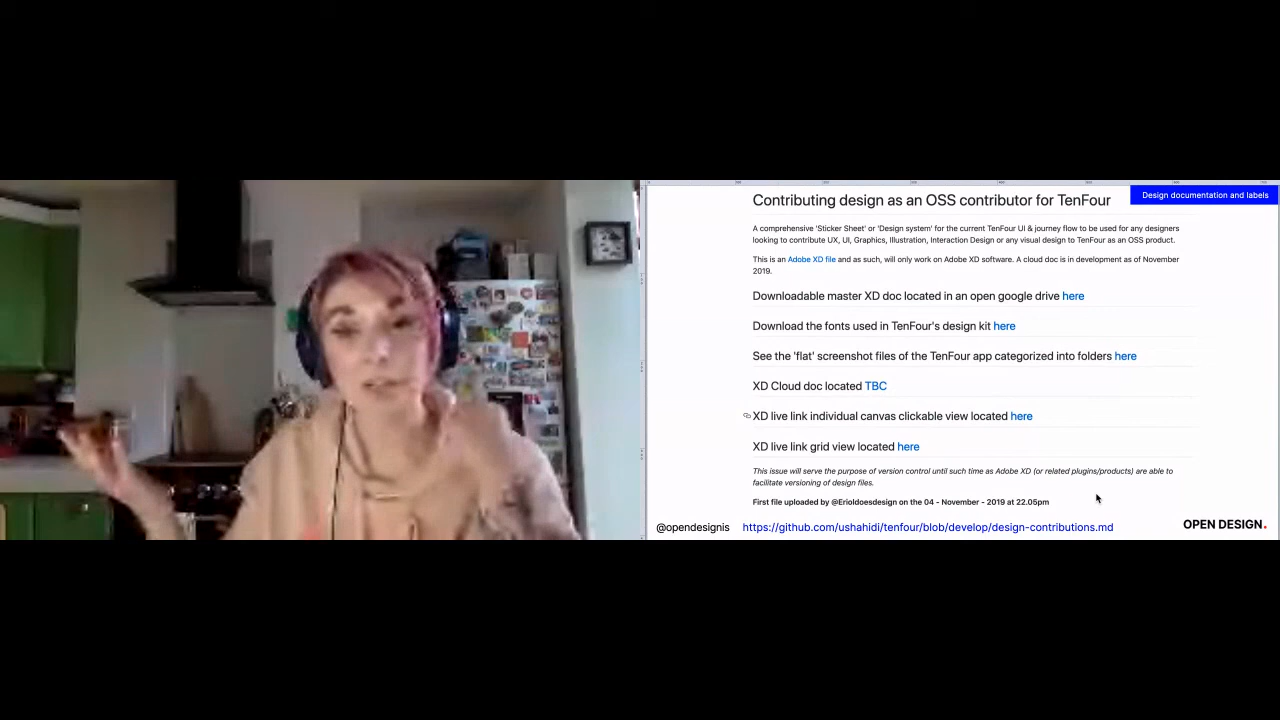 Contributing design as an OSS contributor for TenFour
Design documentation and labels
A comprehensive 'Sticker Sheet' or 'Design system' for the current TenFour UI & journey flow to be used for any designers
looking to contribute UX, UI, Graphics, Illustration, Interaction Design or any visual design to TenFour as an OSS product.
This is an Adobe XD file and as such, will only work on Adobe XD software. A cloud doc is in development as of November
2019.
Downloadable master XD doc located in an open google drive here
Download the fonts used in TenFour's design kit here
See the 'flat' screenshot files of the TenFour app categorized into folders here
XD Cloud doc located TBC
XD live link individual canvas clickable view located here
XD live link grid view located here
This issue will serve the purpose of version control until such time as Adobe XD (or related plugins/products) are able to
facilitate versioning of design files.
First file uploaded by @Erioldoesdesign on the 04 - November - 2019 at 22.05pm
@opendesignis
https://github.com/ushahidi/tenfour/blob/develop/design-contributions.md
OPEN DESIGN.